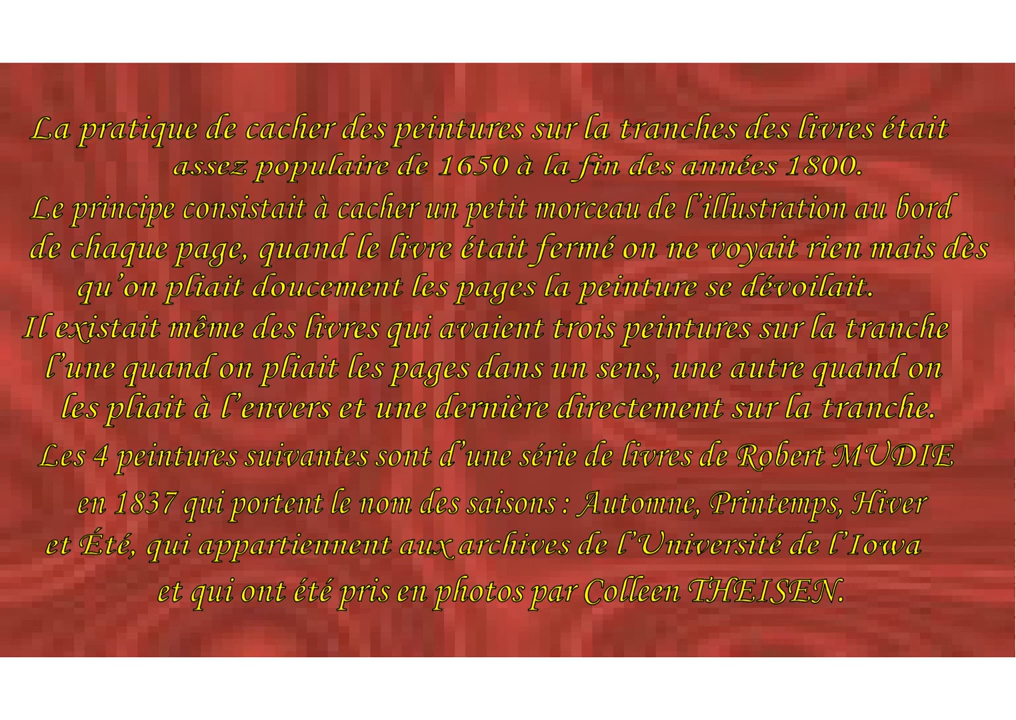 La pratique de cacher des peintures sur la tranches des livres était
assez populaire de 1650 à la fin des années 1800.
Le principe consistait à cacher un petit morceau de l'illustration au bord
de chaque page, quand le livre était fermé on ne voyait rien mais dès
qu'on pliait doucement les pages la peinture se dévoilait.
Il existait même des livres qui avaient trois peintures sur la tranche
l'une quand on pliait les pages dans un sens, une autre quand on
les pliait à l'envers et une dernière directement sur la tranche.
Les 4 peintures suivantes sont d'une série de livres de Robert MUDIE
en 1837 qui portent le nom des saisons : Automne, Printemps, Hiver
et Été, qui appartiennent aux archives de l'Université de l'Iowa
et qui ont été pris en photos par Colleen THEISEN.